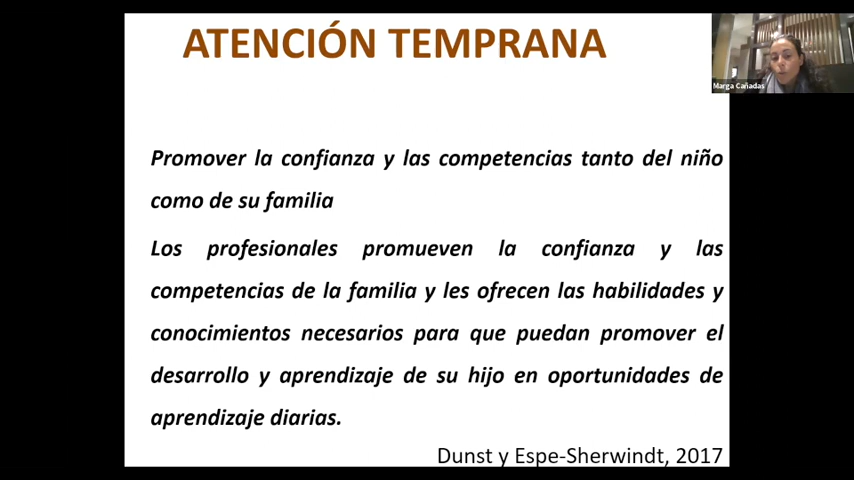 ATENCIÓN TEMPRANA
Marga Cañadas
Promover la confianza y las competencias tanto del niño
como de su familia
Los profesionales promueven la confianza y las
competencias de la familia y les ofrecen las habilidades y
conocimientos necesarios para que puedan promover el
desarrollo y aprendizaje de su hijo en oportunidades de
aprendizaje diarias.
Dunst y Espe-Sherwindt, 2017